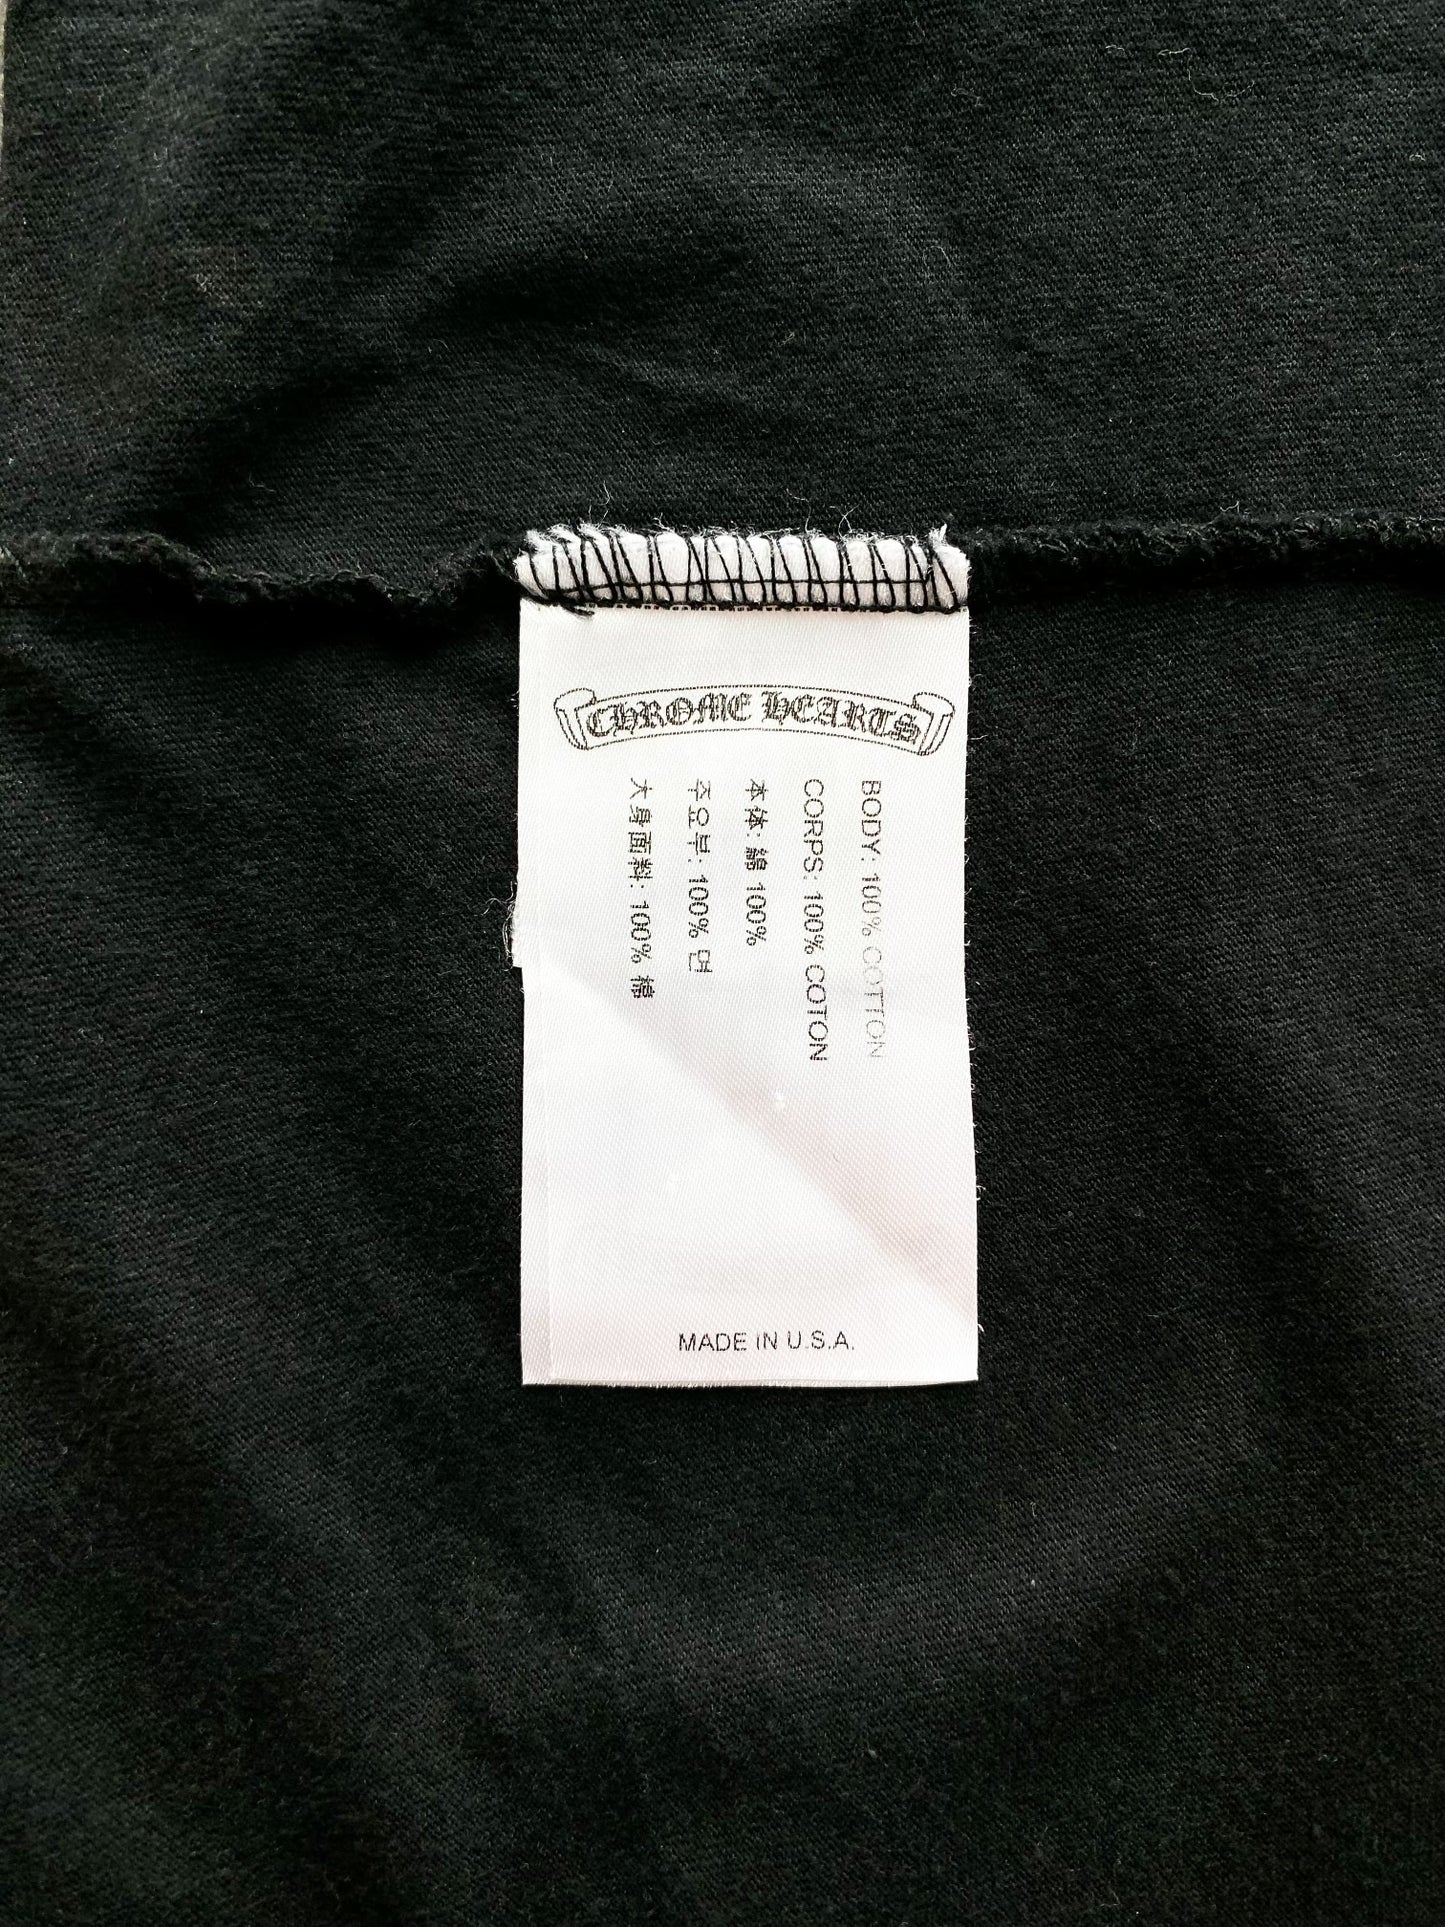 CHROME HEARTS
BODY: 100% COTTON
CORPS: 100% COTON
本体: 綿 100%
주요부: 100% 면
大身面料: 100% 棉
MADE IN U.S.A.